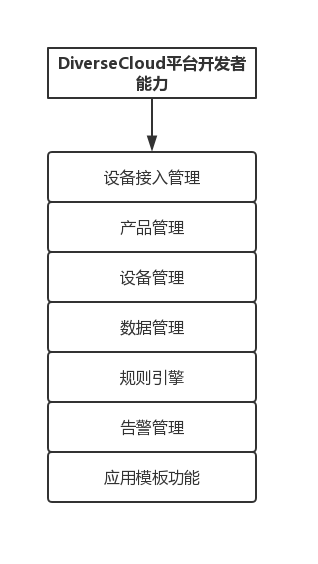 DiverseCloud平台开发者
能力
设备接入管理
产品管理
设备管理
数据管理
规则引擎
告警管理
应用模板功能